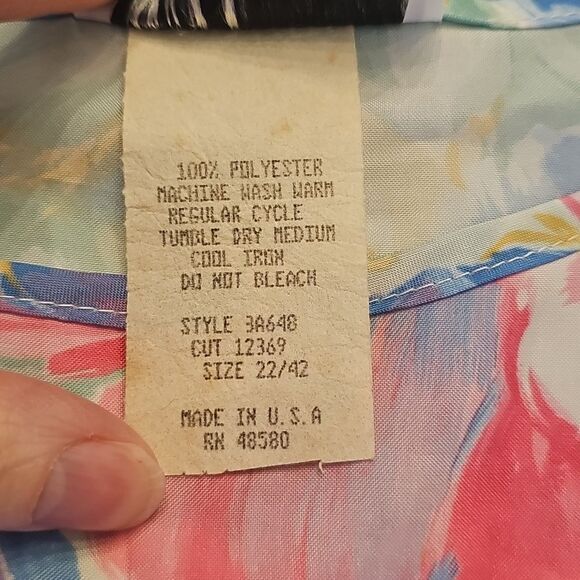 100% POLYESTER
MACHINE WASH WARM
REGULAR CYCLE
TUMBLE DRY MEDIUM
COOL IRON
DO NOT BLEACH
STYLE 3A648
CUT 12369
SIZE 22/42
MADE IN U.S.A
RN 48580